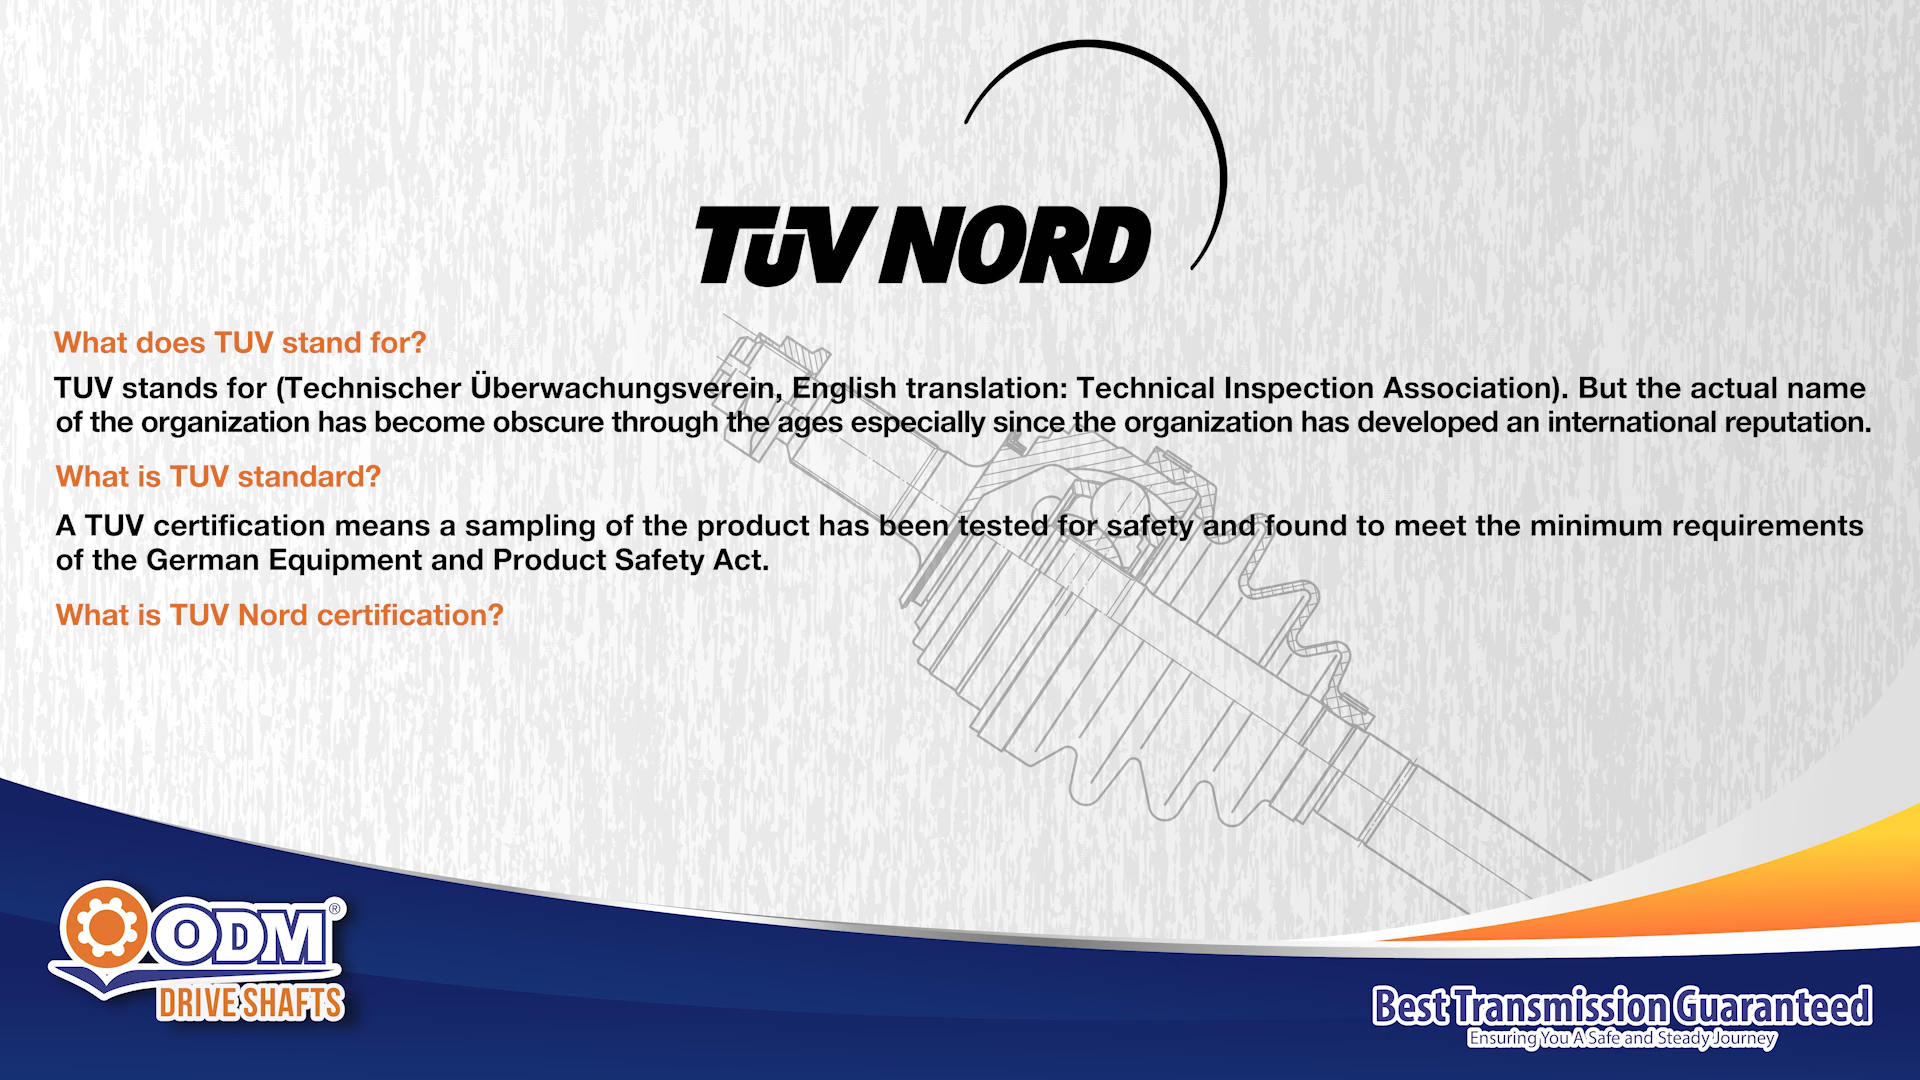 TÜV NORD
What does TUV stand for?
TUV stands for (Technischer Überwachungsverein, English translation: Technical Inspection Association). But the actual name
of the organization has become obscure through the ages especially since the organization has developed an international reputation.
What is TUV standard?
A TUV certification means a sampling of the product has been tested for safety and found to meet the minimum requirements
of the German Equipment and Product Safety Act.
What is TUV Nord certification?
ODM®
DRIVE SHAFTS
Best Transmission Guaranteed
Ensuring You A Safe and Steady Journey